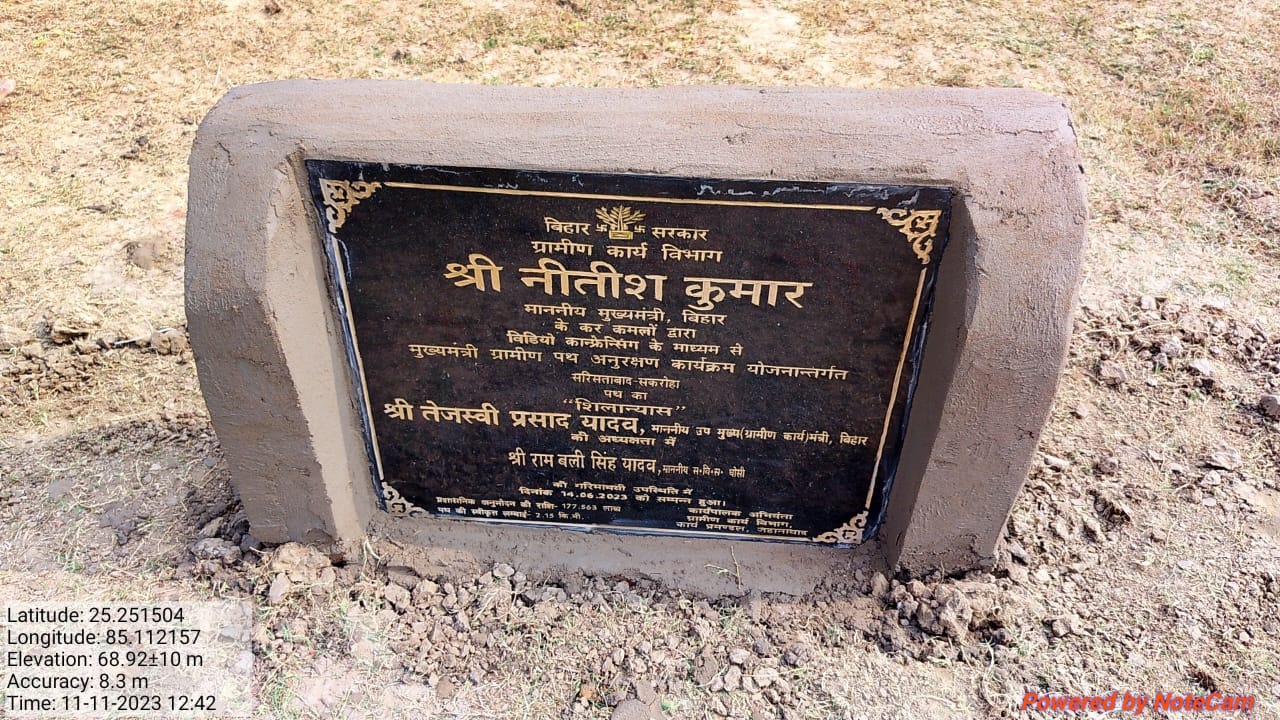 बिहार सरकार
ग्रामीण कार्य विभाग
श्री नीतीश कुमार
माननीय मुख्यमंत्री, बिहार
के कर कमलों द्वारा
विडियो कान्फ्रेन्सिंग के माध्यम से
मुख्यमंत्री ग्रामीण पथ अनुरक्षण कार्यक्रम योजनान्तर्गत
सरिसताबाद-सकरोहा
पथ का
"शिलान्यास"
श्री तेजस्वी प्रसाद यादव, माननीय उप मुख्य(ग्रामीण कार्य)मंत्री, बिहार
की अध्यक्षता में
श्री राम बली सिंह यादव, माननीय स॰वि॰स॰ घोसी
की गरिमामयी उपस्थिति में
दिनांक 14.06.2023 को सम्पन्न हुआ।
प्रशासनिक अनुमोदन की राशि- 177.563 लाख
पथ की स्वीकृत लम्बाई- 2.15 कि.मी.
कार्यपालक अभियंता
ग्रामीण कार्य विभाग,
कार्य प्रमण्डल, जहानाबाद
Latitude: 25.251504
Longitude: 85.112157
Elevation: 68.92±10 m
Accuracy: 8.3 m
Time: 11-11-2023 12:42
Powered by NoteCam